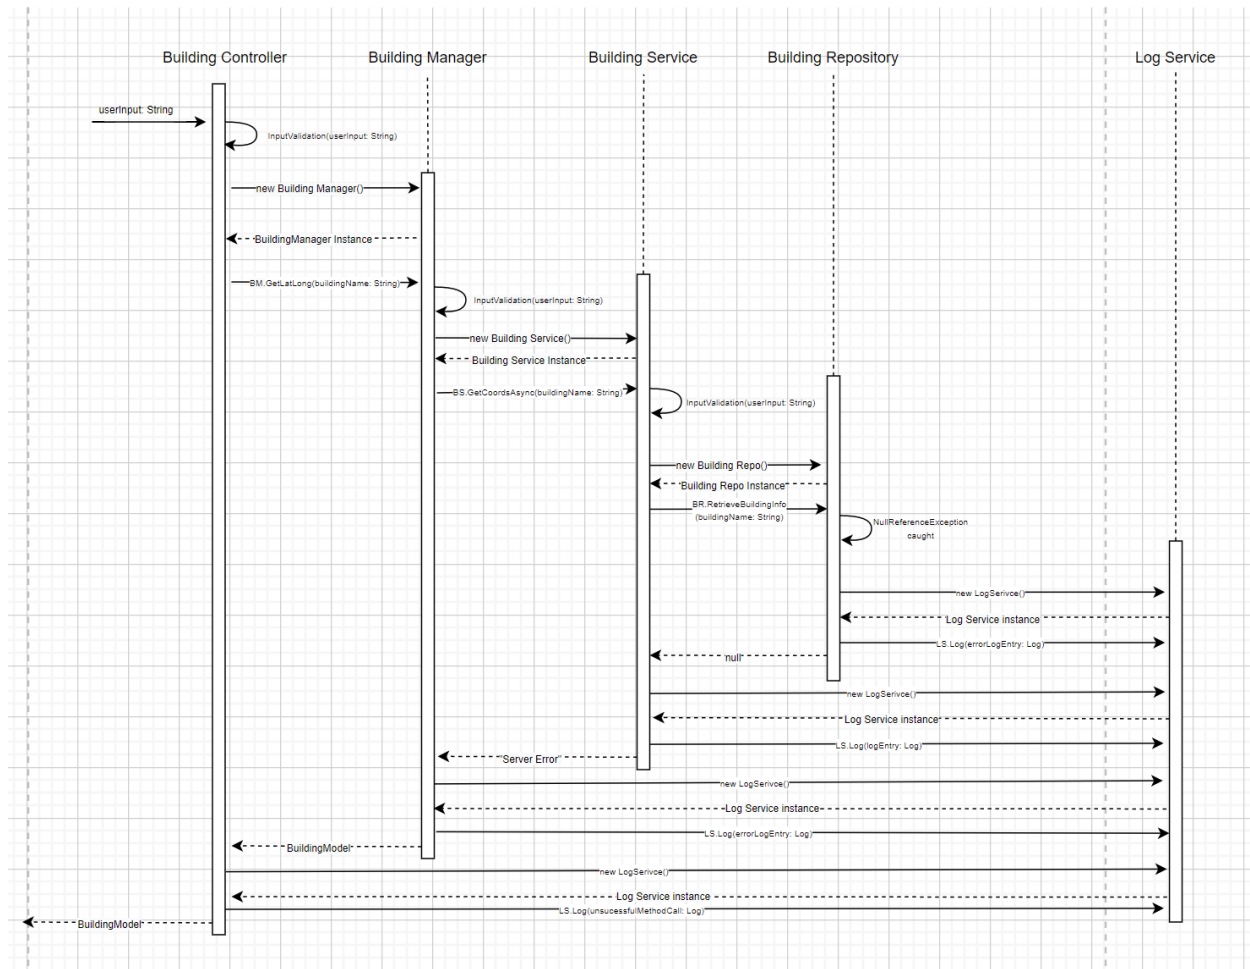 Building Controller
Building Manager
Building Service
Building Repository
Log Service
userInput: String
InputValidation(userInput: String)
new Building Manager()
BuildingManager Instance
BM.GetLatLong(buildingName: String)
InputValidation(userInput: String)
new Building Service()
Building Service Instance
BS.GetCoordsAsync(buildingName: String)
InputValidation(userInput: String)
new Building Repo()
Building Repo Instance
BR.RetrieveBuildingInfo
(buildingName: String)
NullReferenceException
caught
new LogSerivce()
Log Service instance
LS.Log(errorLogEntry: Log)
null
new LogSerivce()
Log Service instance
LS.Log(logEntry: Log)
"Server Error"
new LogSerivce()
Log Service instance
LS.Log(errorLogEntry: Log)
BuildingModel
new LogSerivce()
Log Service instance
LS.Log(unsucessfulMethodCall: Log)
BuildingModel